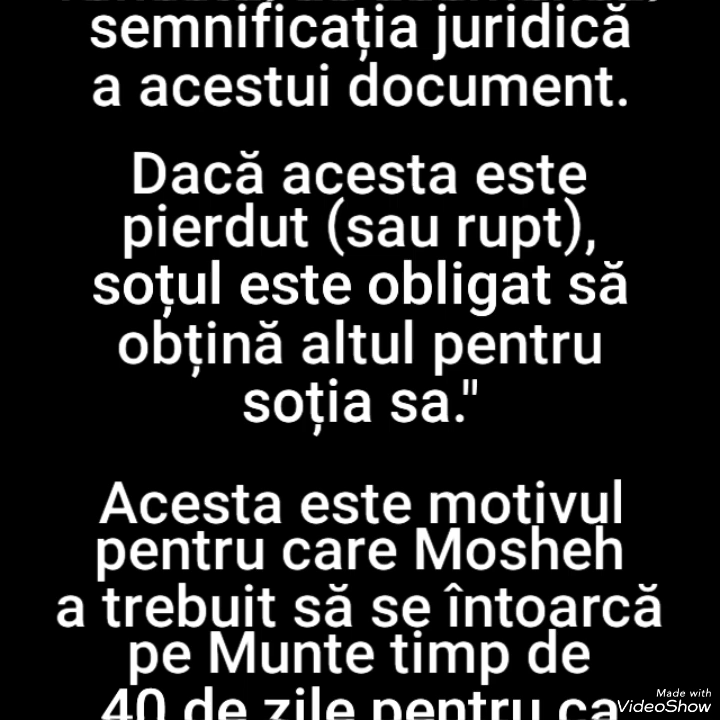 semnificația juridică
a acestui document.
Dacă acesta este
pierdut (sau rupt),
soțul este obligat să
obțină altul pentru
soția sa."
Acesta este motivul
pentru care Mosheh
a trebuit să se întoarcă
pe Munte timp de
40 de zile pentru ca
Made with
VideoShow